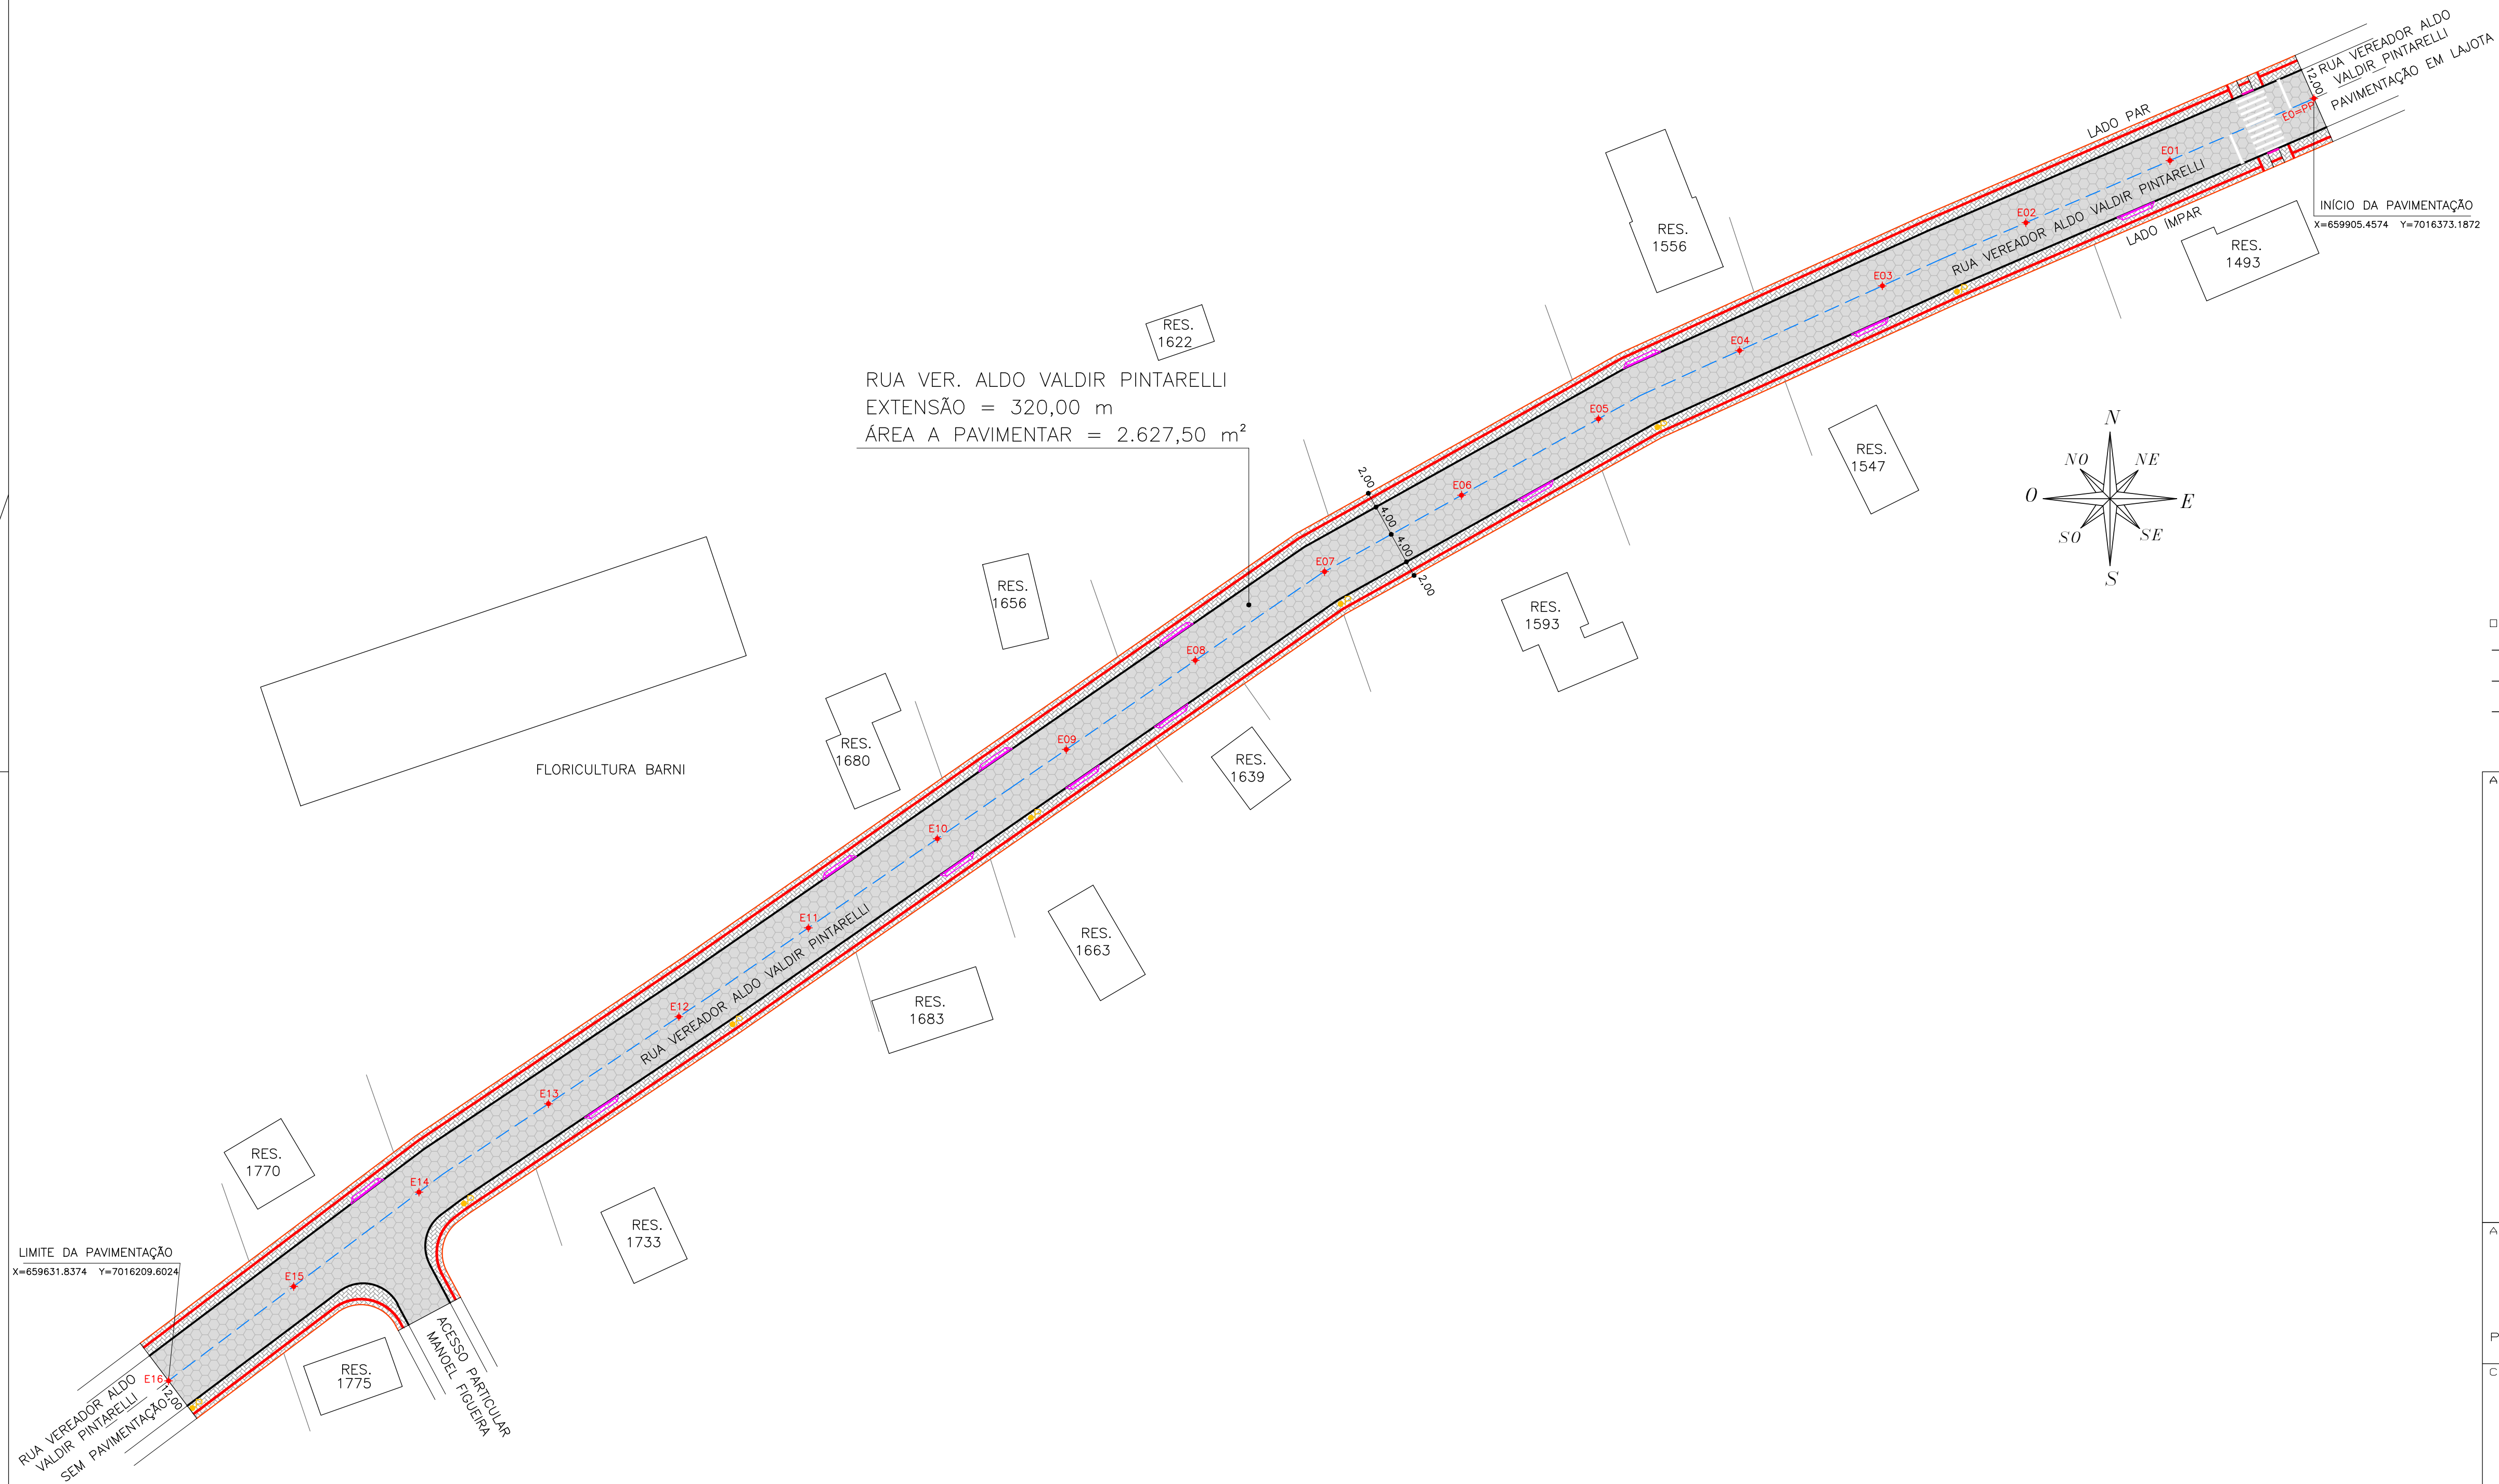 RUA VEREADOR ALDO
VALDIR PINTARELLI
PAVIMENTAÇÃO EM LAJOTA
12,00
E0=PP
LADO PAR
E01
RUA VEREADOR ALDO VALDIR PINTARELLI
LADO ÍMPAR
INÍCIO DA PAVIMENTAÇÃO
X=659905.4574 Y=7016373.1872
RES.
1493
E02
RES.
1556
E03
E04
RES.
1622
RUA VER. ALDO VALDIR PINTARELLI
EXTENSÃO = 320,00 m
ÁREA A PAVIMENTAR = 2.627,50 m²
E05
RES.
1547
N
NO
NE
O
E
SO
SE
S
2,00
4,00
4,00
2,00
E06
E07
RES.
1656
RES.
1593
E08
RES.
1680
E09
RES.
1639
FLORICULTURA BARNI
E10
E11
RUA VEREADOR ALDO VALDIR PINTARELLI
RES.
1663
RES.
1683
E12
E13
RES.
1770
E14
RES.
1733
LIMITE DA PAVIMENTAÇÃO
X=659631.8374 Y=7016209.6024
E15
E16
12,00
RES.
1775
ACESSO PARTICULAR
MANOEL FIGUEIRA
RUA VEREADOR ALDO
VALDIR PINTARELLI
SEM PAVIMENTAÇÃO
A
A
P
C